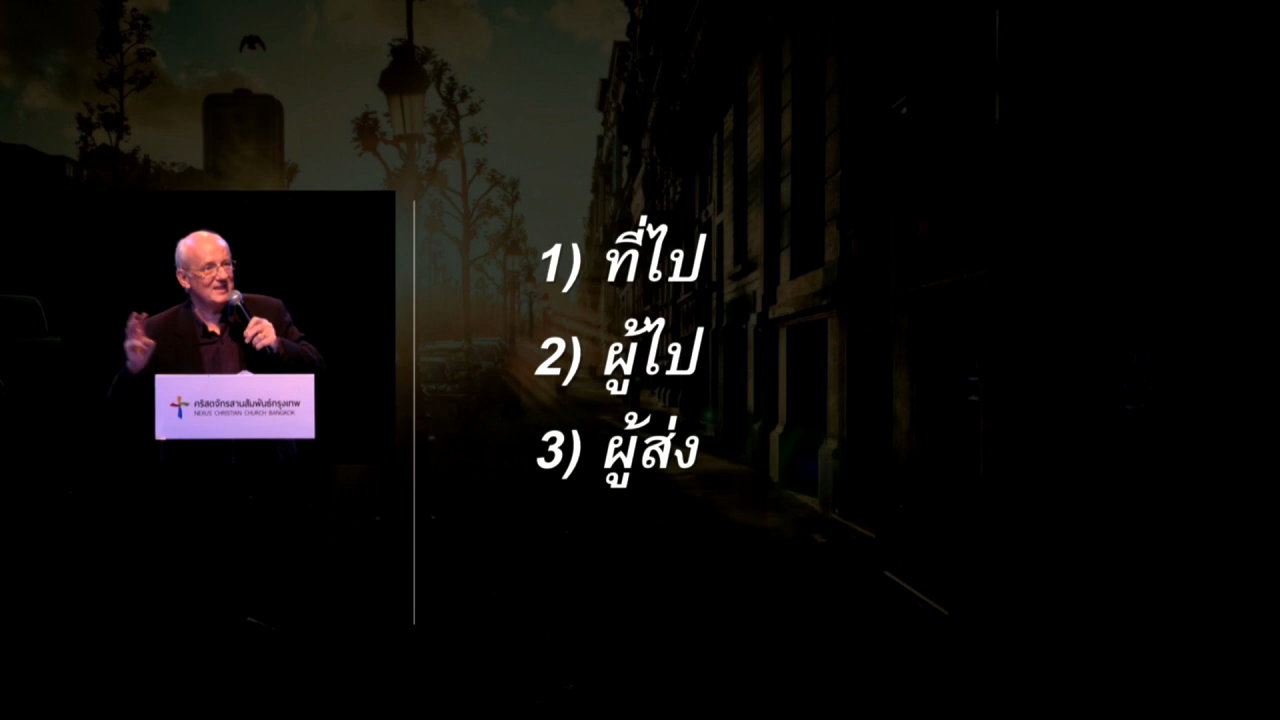 คริสตจักรสานสัมพันธ์กรุงเทพ
NEXUS CHRISTIAN CHURCH BANGKOK
1) ที่ไป
2) ผู้ไป
3) ผู้ส่ง